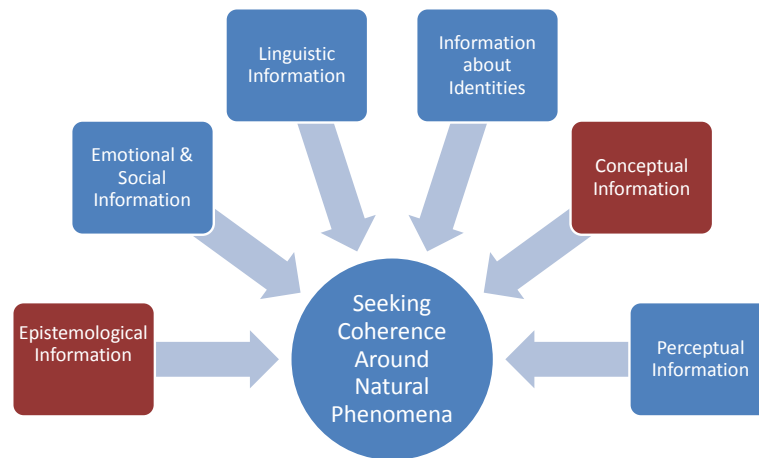 Linguistic
Information
Information
about
Identities
Emotional &
Social
Information
Conceptual
Information
Epistemological
Information
Seeking
Coherence
Around
Natural
Phenomena
Perceptual
Information